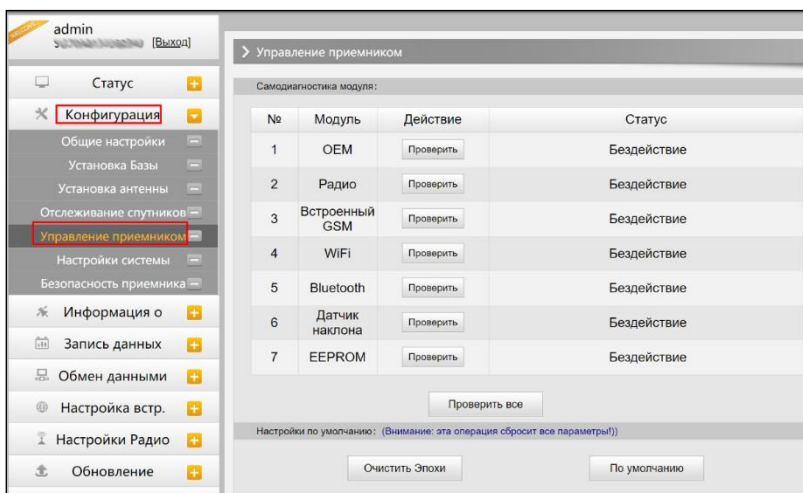 admin
[Выход]
Управление приемником
Статус
Конфигурация
Общие настройки
Установка Базы
Установка антенны
Отслеживание спутников
Управление приемником
Настройки системы
Безопасность приемника
Информация о
Запись данных
Обмен данными
Настройка встр.
Настройки Радио
Обновление
Самодиагностика модуля:
№ Модуль Действие Статус
1 OEM Проверить Бездействие
2 Радио Проверить Бездействие
3 Встроенный GSM Проверить Бездействие
4 WiFi Проверить Бездействие
5 Bluetooth Проверить Бездействие
6 Датчик наклона Проверить Бездействие
7 EEPROM Проверить Бездействие
Проверить все
Настройки по умолчанию: (Внимание: эта операция сбросит все параметры!))
Очистить Эпохи По умолчанию